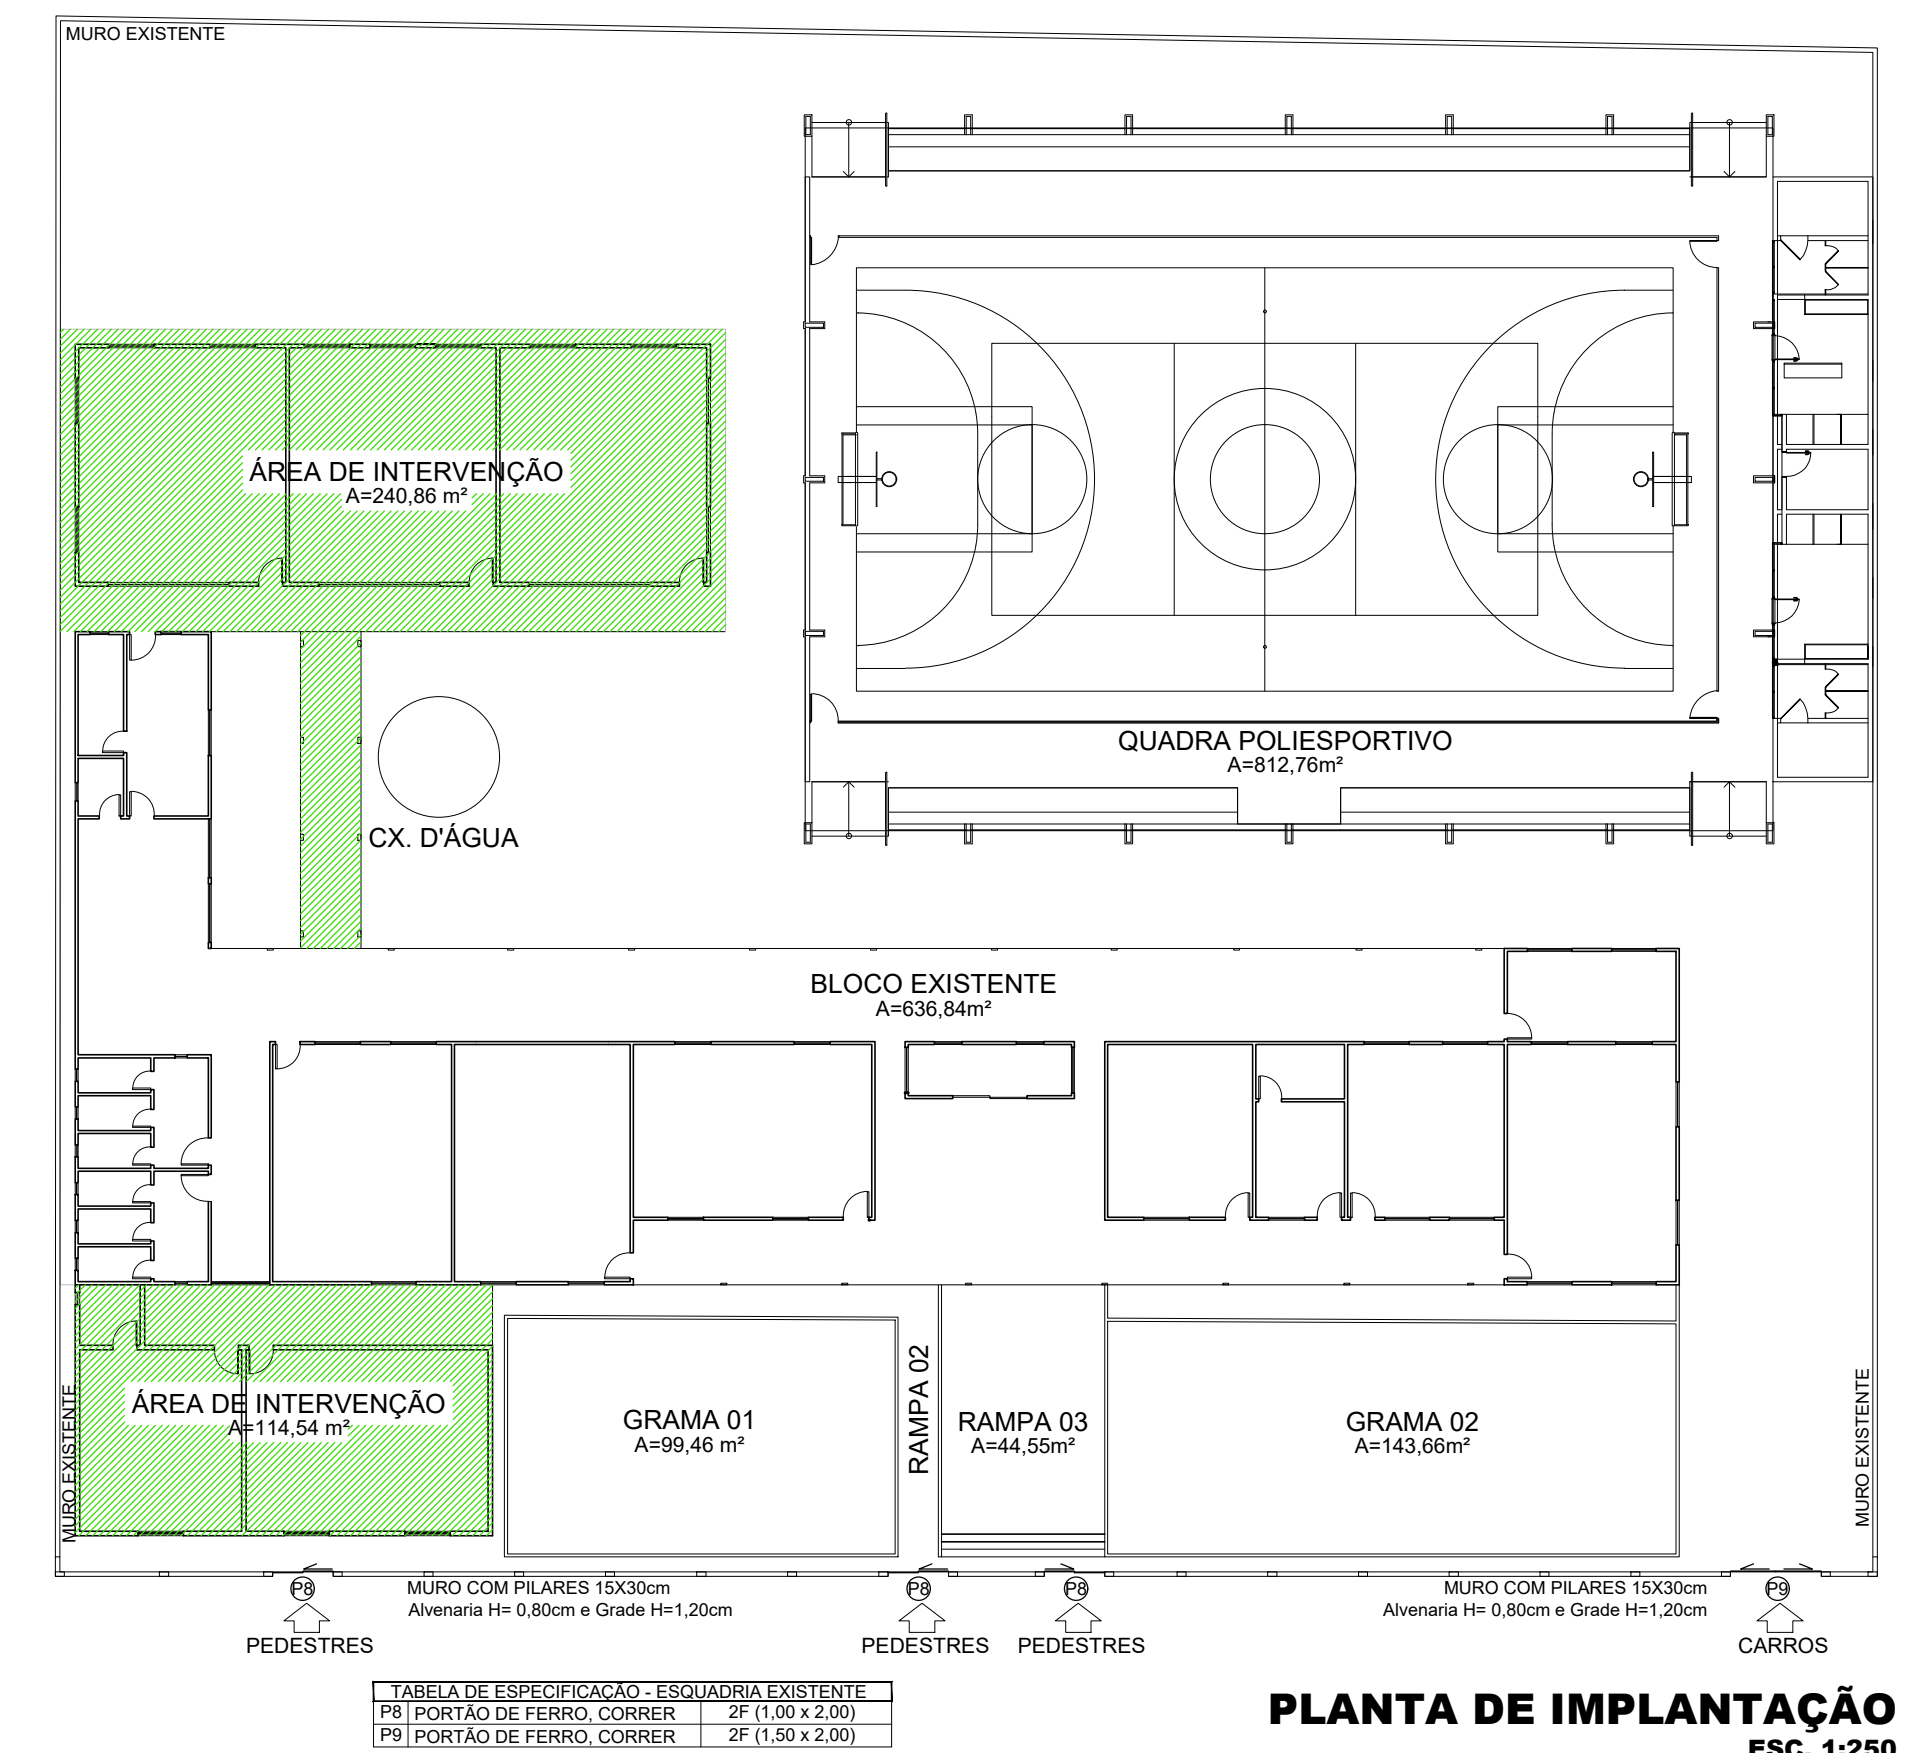 MURO EXISTENTE
ÁREA DE INTERVENÇÃO
A=240,86 m²
QUADRA POLIESPORTIVO
A=812,76m²
CX. D'ÁGUA
BLOCO EXISTENTE
A=636,84m²
ÁREA DE INTERVENÇÃO
A=114,54 m²
MURO EXISTENTE
GRAMA 01
A=99,46 m²
RAMPA 02
RAMPA 03
A=44,55m²
GRAMA 02
A=143,66m²
MURO EXISTENTE
P8
MURO COM PILARES 15X30cm
Alvenaria H= 0,80cm e Grade H=1,20cm
P8
P8
MURO COM PILARES 15X30cm
Alvenaria H= 0,80cm e Grade H=1,20cm
P9
PEDESTRES
PEDESTRES
PEDESTRES
CARROS
TABELA DE ESPECIFICAÇÃO - ESQUADRIA EXISTENTE
P8 PORTÃO DE FERRO, CORRER 2F (1,00 x 2,00)
P9 PORTÃO DE FERRO, CORRER 2F (1,50 x 2,00)
PLANTA DE IMPLANTAÇÃO
ESC. 1:250